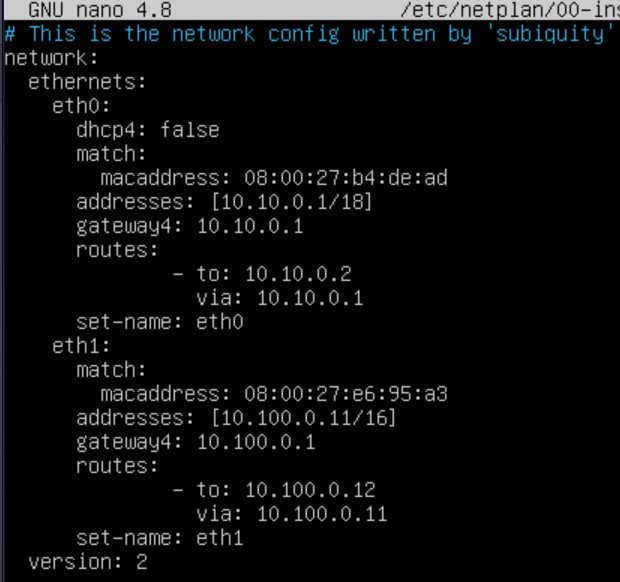 GNU nano 4.8 /etc/netplan/00-ins
# This is the network config written by 'subiquity'
network:
  ethernets:
    eth0:
      dhcp4: false
      match:
        macaddress: 08:00:27:b4:de:ad
      addresses: [10.10.0.1/18]
      gateway4: 10.10.0.1
      routes:
              - to: 10.10.0.2
                via: 10.10.0.1
      set-name: eth0
    eth1:
      match:
        macaddress: 08:00:27:e6:95:a3
      addresses: [10.100.0.11/16]
      gateway4: 10.100.0.1
      routes:
              - to: 10.100.0.12
                via: 10.100.0.11
      set-name: eth1
  version: 2